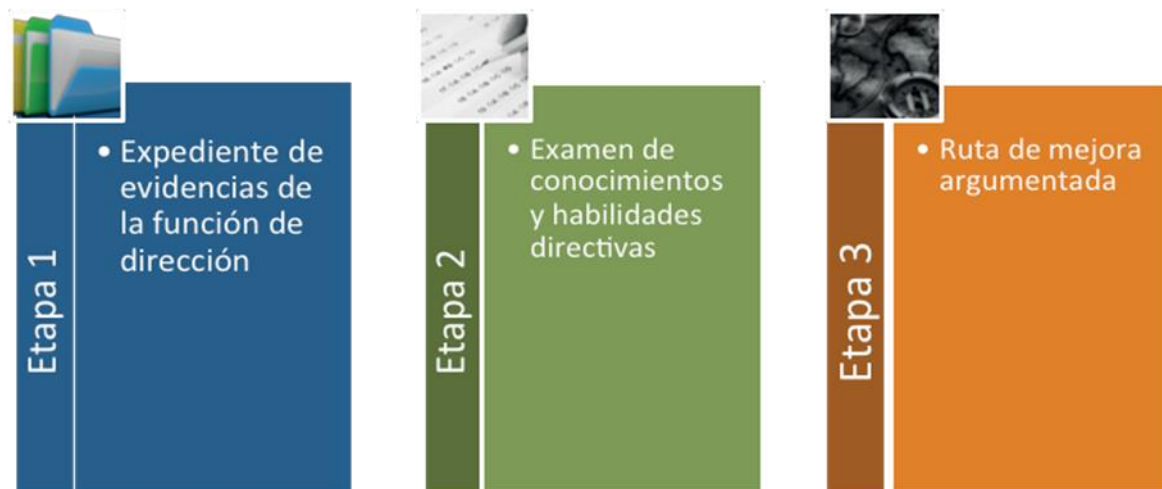 Etapa 1
• Expediente de
evidencias de
la función de
dirección
Etapa 2
• Examen de
conocimientos
y habilidades
directivas
Etapa 3
• Ruta de mejora
argumentada